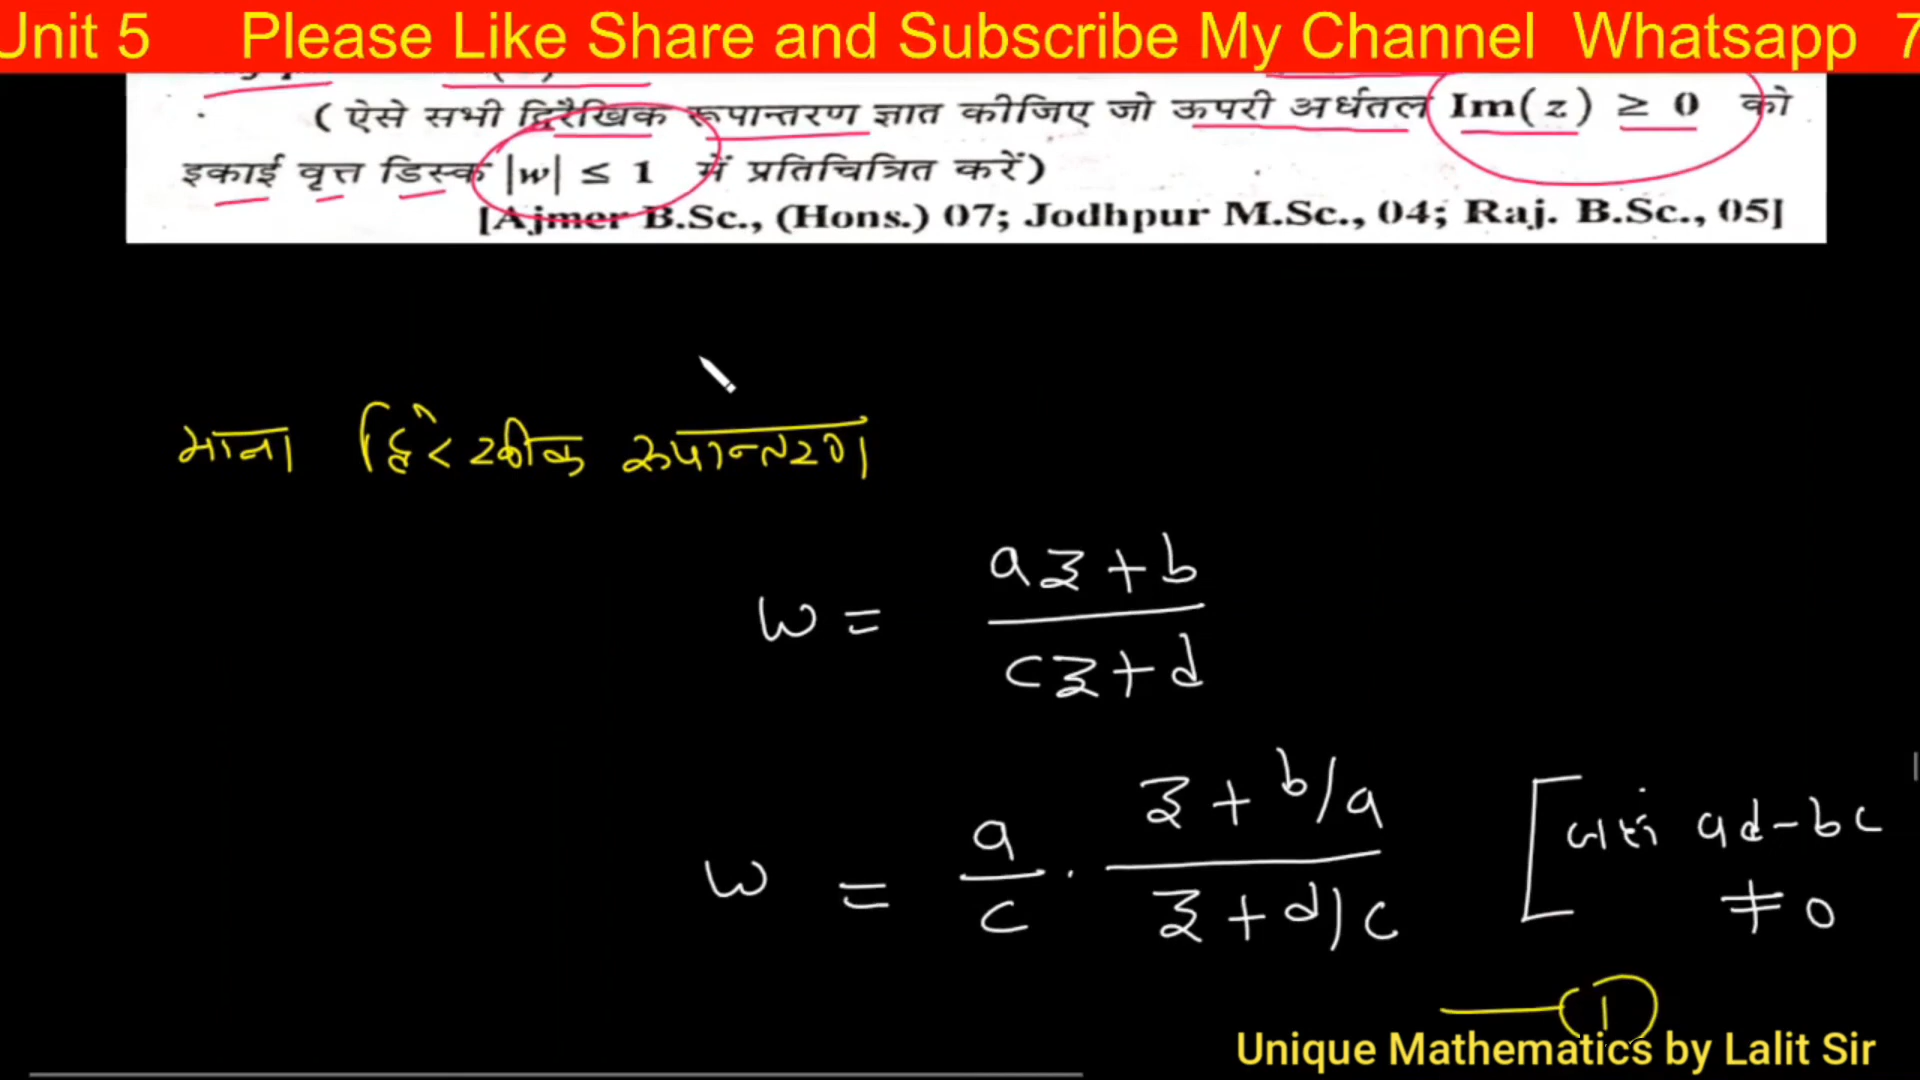 Unit 5 Please Like Share and Subscribe My Channel Whatsapp 7
( ऐसे सभी द्विरैखिक रूपान्तरण ज्ञात कीजिए जो ऊपरी अर्धतल Im(z) ≥ 0 को
इकाई वृत्त डिस्क |w| ≤ 1 में प्रतिचित्रित करें)
[Ajmer B.Sc., (Hons.) 07; Jodhpur M.Sc., 04; Raj. B.Sc., 05]
माना द्विरेखीक रूपान्तरण
w = (az + b)/(cz + d)
w = a/c · (z + b/a)/(z + d/c) [जहाँ ad - bc ≠ 0
1
Unique Mathematics by Lalit Sir